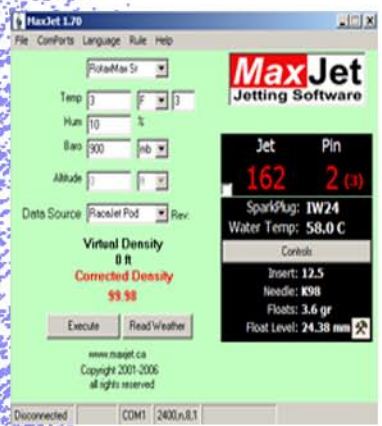 MaxJet 1.70
File ComPorts Language Rule Help
RotaxMax Sr
Temp 3 F 3
Hum 10 %
Baro 900 mb
Altitude 0 ft
Data Source RaceJet Pod Rev:
Virtual Density
0 ft
Corrected Density
99.98
Execute Read Weather
www.maxjet.ca
Copyright 2001-2006
all rights reserved
MaxJet
Jetting Software
Jet Pin
162 2 (3)
SparkPlug: IW24
Water Temp: 58.0 C
Controls
Insert: 12.5
Needle: K98
Floats: 3.6 gr
Float Level: 24.38 mm
Disconnected COM1 2400,n,8,1